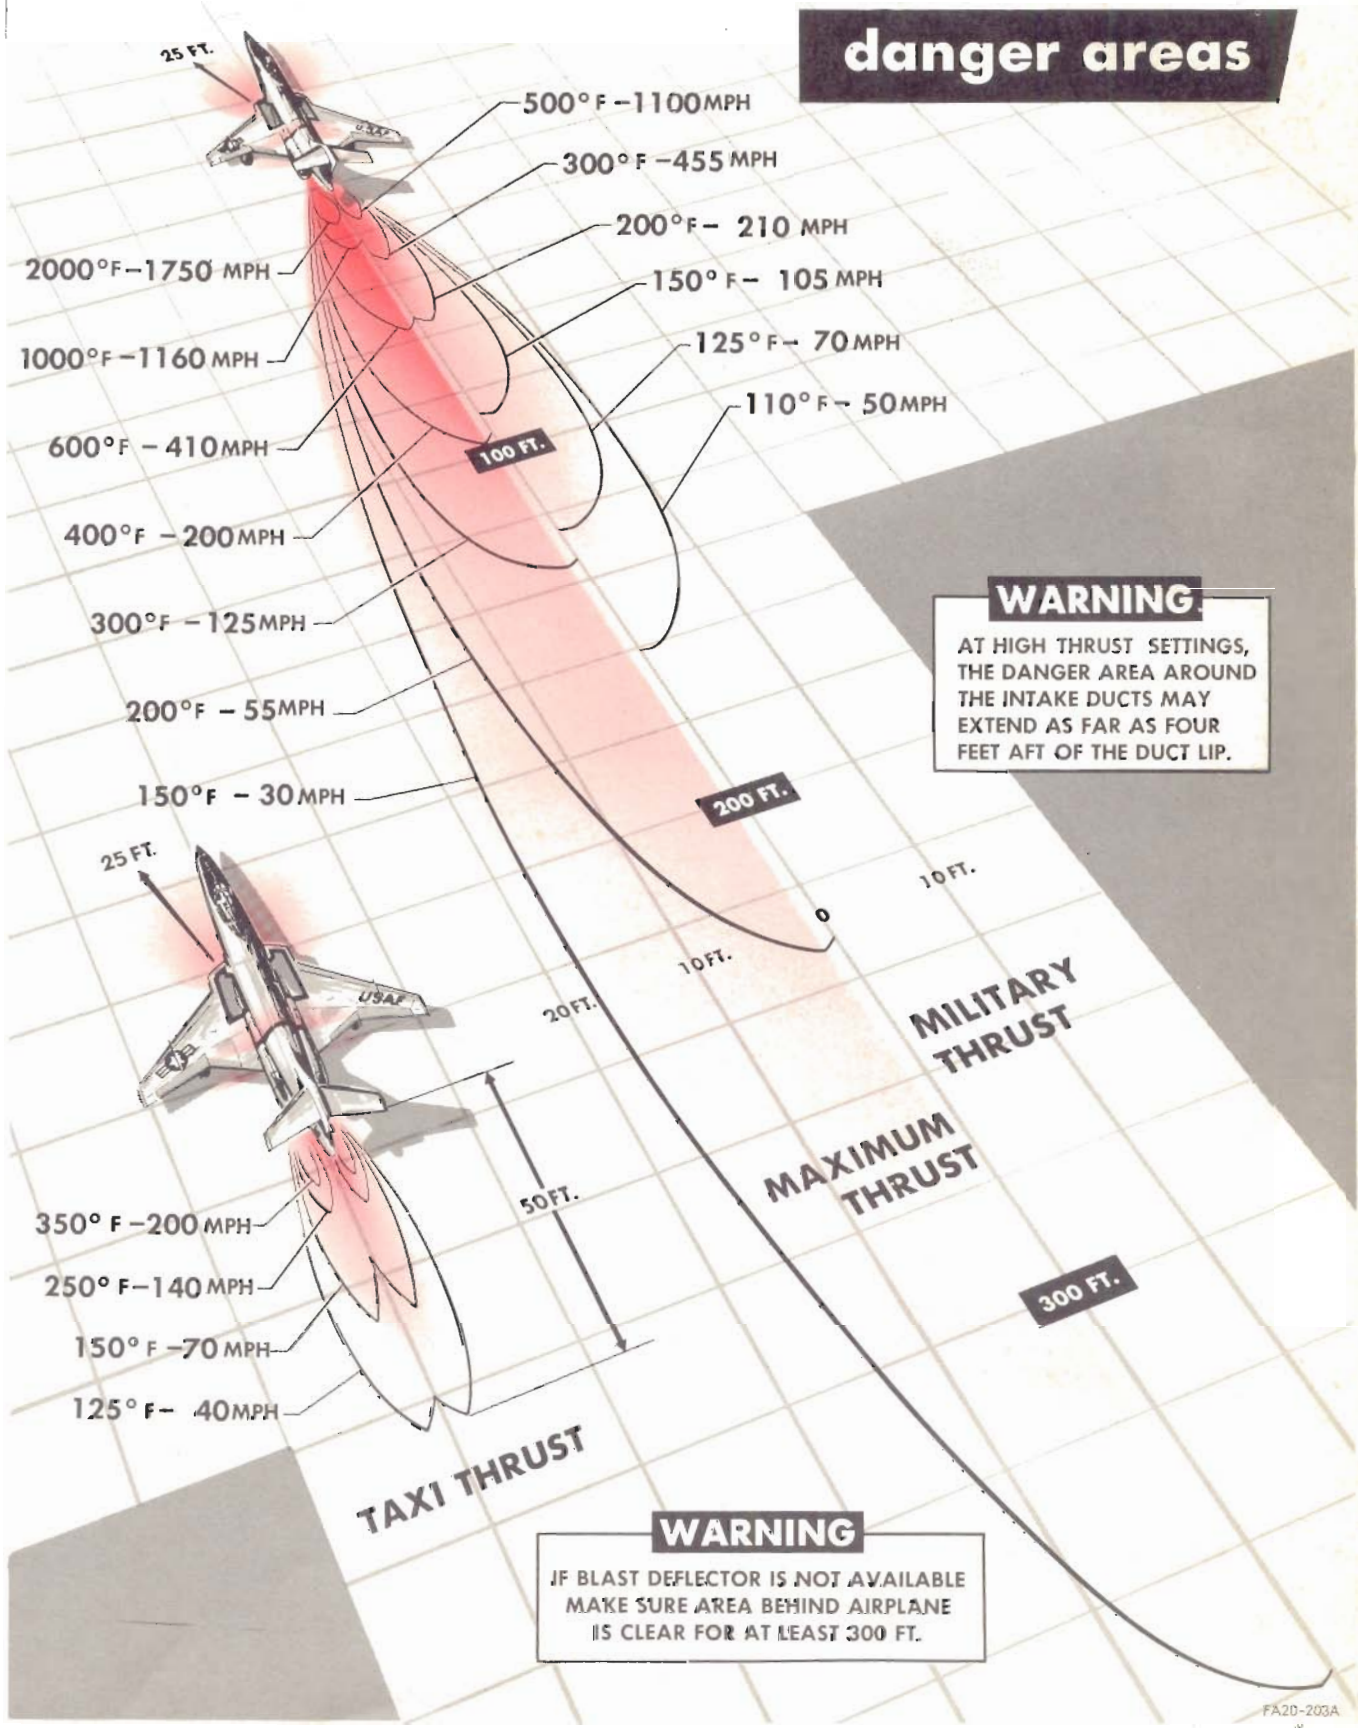 danger areas
25 FT.
USAF
500°F-1100 MPH
300°F-455 MPH
200°F- 210 MPH
150°F- 105 MPH
125°F- 70 MPH
110°F- 50 MPH
2000°F-1750 MPH
1000°F-1160 MPH
600°F - 410 MPH
400°F - 200 MPH
300°F - 125 MPH
200°F - 55 MPH
150°F - 30 MPH
100 FT.
200 FT.
WARNING
AT HIGH THRUST SETTINGS,
THE DANGER AREA AROUND
THE INTAKE DUCTS MAY
EXTEND AS FAR AS FOUR
FEET AFT OF THE DUCT LIP.
10 FT.
0
10 FT.
20 FT.
MILITARY
THRUST
MAXIMUM
THRUST
300 FT.
25 FT.
USAF
50 FT.
350°F-200 MPH
250°F-140 MPH
150°F-70 MPH
125°F- 40 MPH
TAXI THRUST
WARNING
IF BLAST DEFLECTOR IS NOT AVAILABLE
MAKE SURE AREA BEHIND AIRPLANE
IS CLEAR FOR AT LEAST 300 FT.
FA20-203A